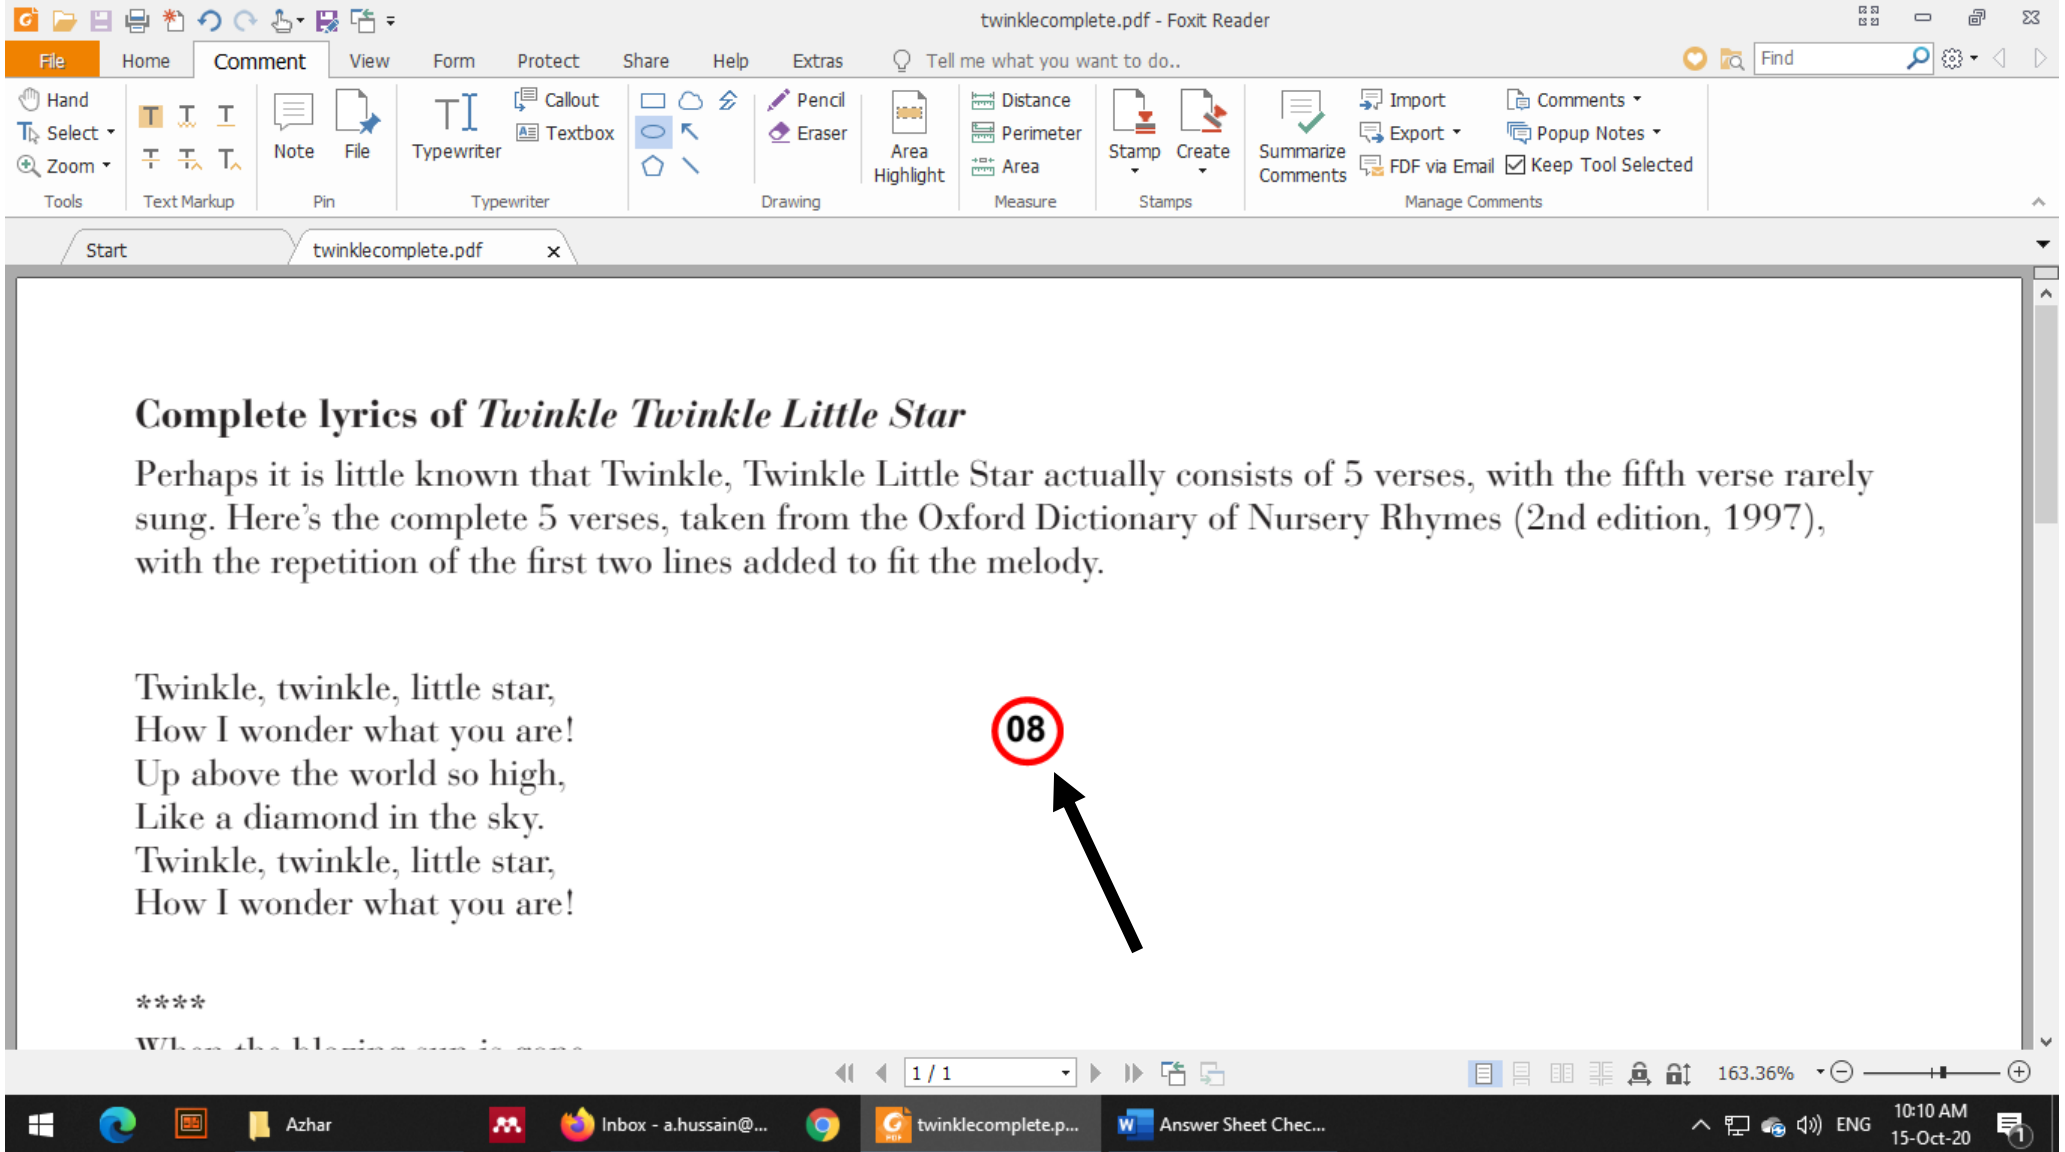 twinklecomplete.pdf - Foxit Reader
File Home Comment View Form Protect Share Help Extras Tell me what you want to do.. Find
Hand
Select
Zoom
Tools
Text Markup
Note
File
Pin
Typewriter
Callout
Textbox
Typewriter
Pencil
Eraser
Drawing
Area
Highlight
Distance
Perimeter
Area
Measure
Stamp
Create
Stamps
Summarize
Comments
Import
Export
FDF via Email
Comments
Popup Notes
Keep Tool Selected
Manage Comments
Start
twinklecomplete.pdf
Complete lyrics of Twinkle Twinkle Little Star
Perhaps it is little known that Twinkle, Twinkle Little Star actually consists of 5 verses, with the fifth verse rarely
sung. Here's the complete 5 verses, taken from the Oxford Dictionary of Nursery Rhymes (2nd edition, 1997),
with the repetition of the first two lines added to fit the melody.
Twinkle, twinkle, little star,
How I wonder what you are!
Up above the world so high,
Like a diamond in the sky.
Twinkle, twinkle, little star,
How I wonder what you are!
08
****
When the blazing sun is gone
1 / 1
163.36%
Azhar
Inbox - a.hussain@...
twinklecomplete.p...
Answer Sheet Chec...
ENG
10:10 AM
15-Oct-20
1